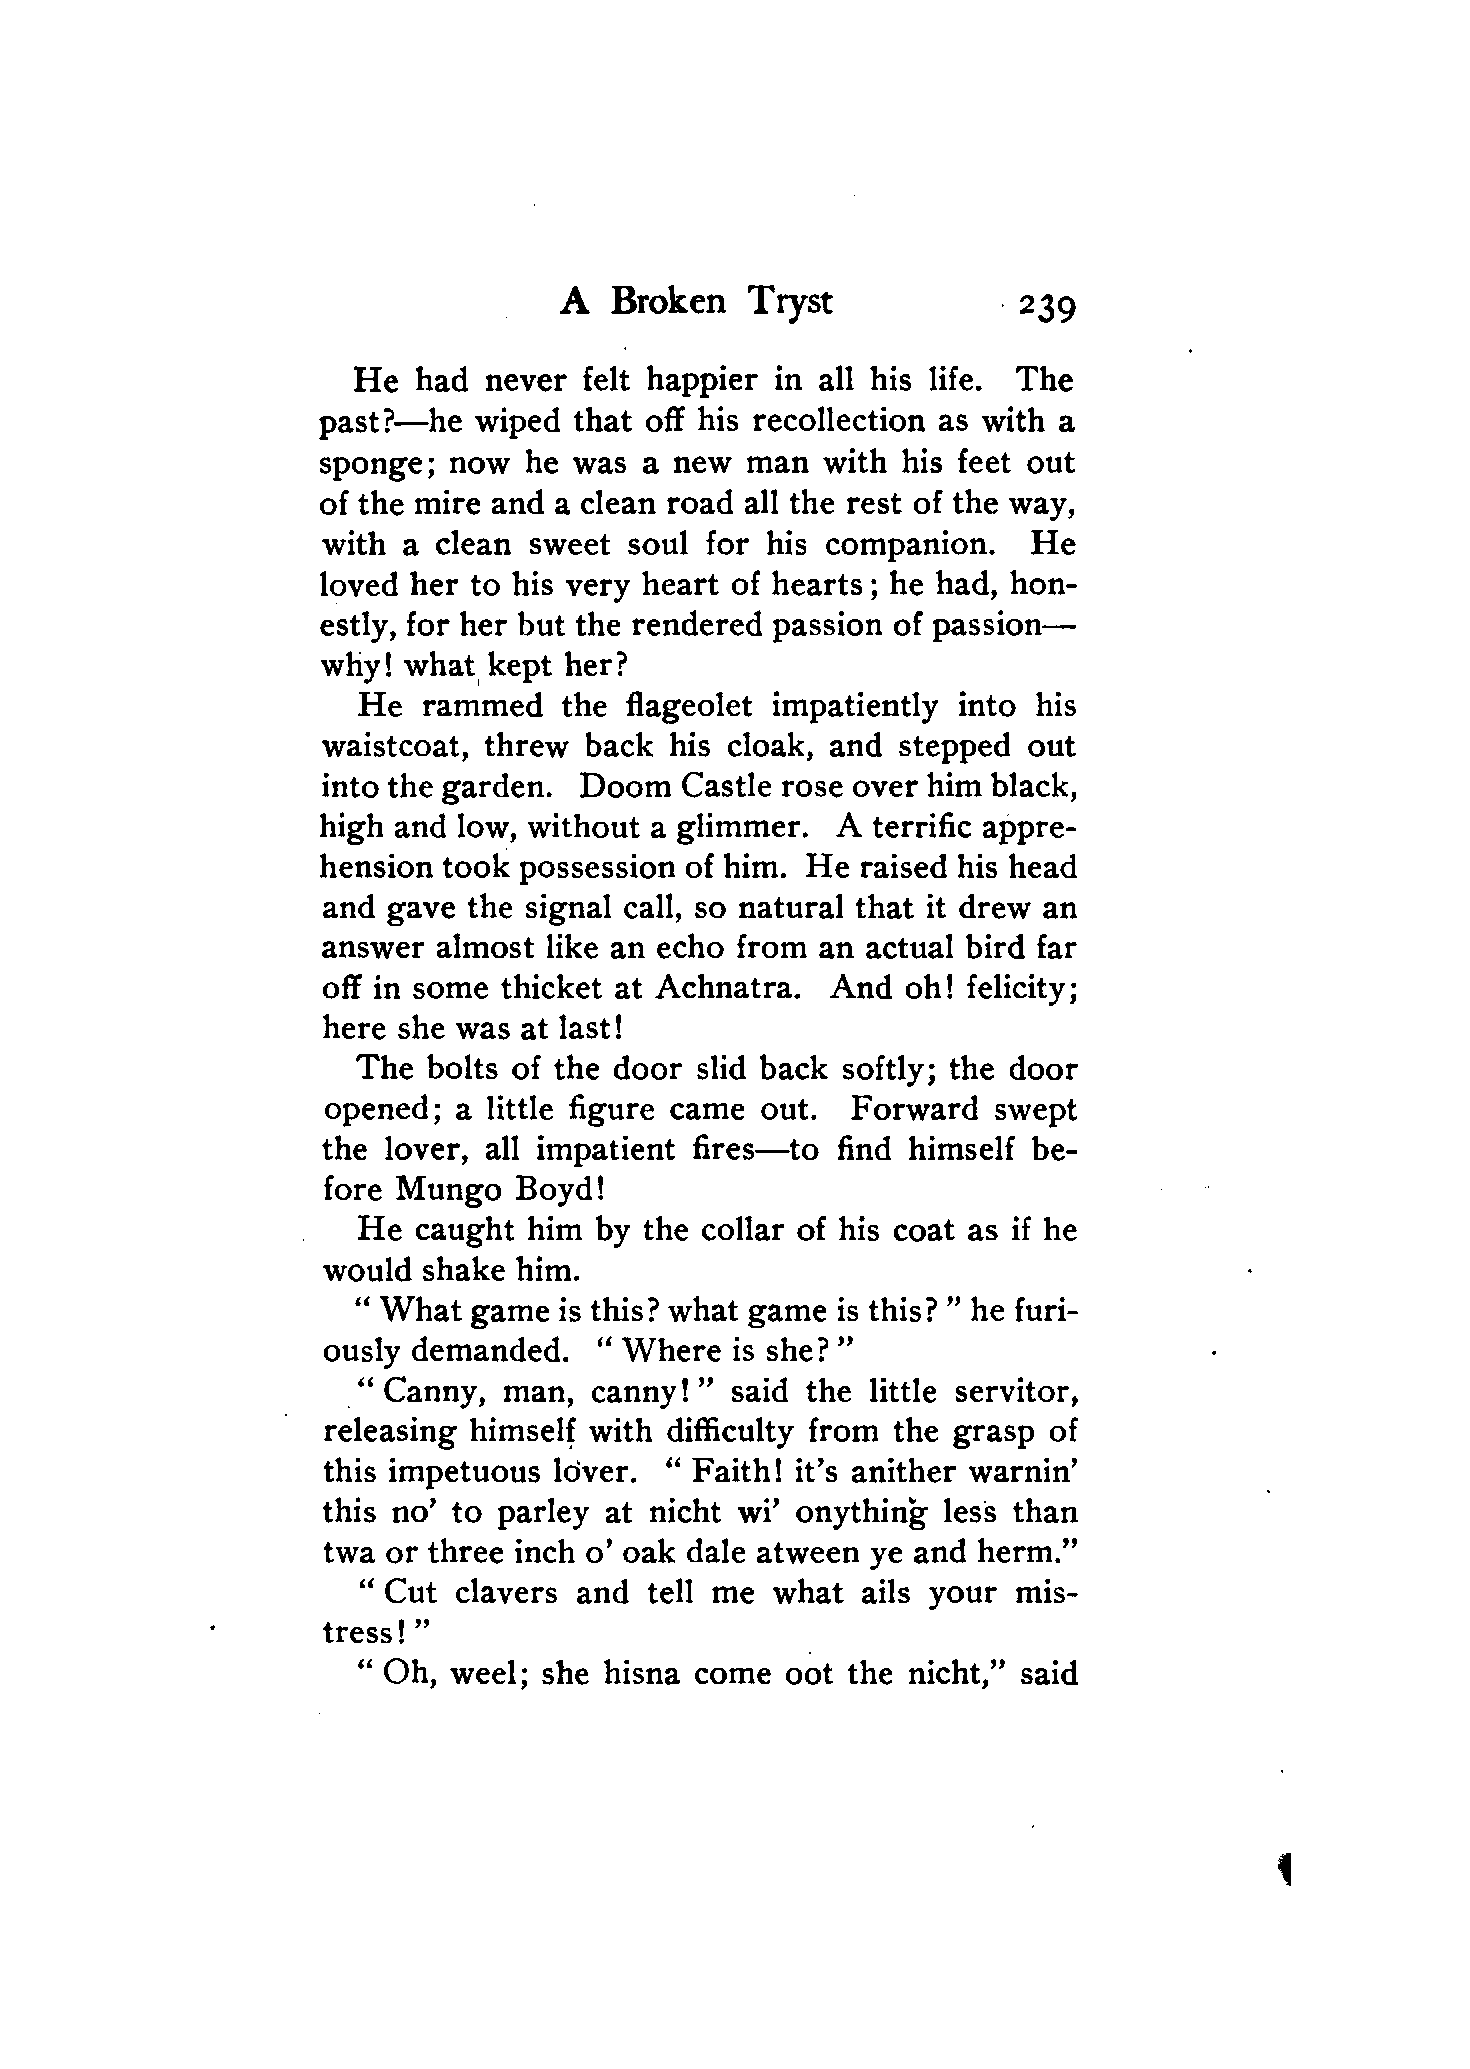 A Broken Tryst 239
He had never felt happier in all his life. The
past?—he wiped that off his recollection as with a
sponge; now he was a new man with his feet out
of the mire and a clean road all the rest of the way,
with a clean sweet soul for his companion. He
loved her to his very heart of hearts; he had, hon-
estly, for her but the rendered passion of passion—
why! what kept her?
He rammed the flageolet impatiently into his
waistcoat, threw back his cloak, and stepped out
into the garden. Doom Castle rose over him black,
high and low, without a glimmer. A terrific appre-
hension took possession of him. He raised his head
and gave the signal call, so natural that it drew an
answer almost like an echo from an actual bird far
off in some thicket at Achnatra. And oh! felicity;
here she was at last!
The bolts of the door slid back softly; the door
opened; a little figure came out. Forward swept
the lover, all impatient fires—to find himself be-
fore Mungo Boyd!
He caught him by the collar of his coat as if he
would shake him.
"What game is this? what game is this?" he furi-
ously demanded. "Where is she?"
"Canny, man, canny!" said the little servitor,
releasing himself with difficulty from the grasp of
this impetuous lover. "Faith! it's anither warnin'
this no' to parley at nicht wi' onything less than
twa or three inch o' oak dale atween ye and herm."
"Cut clavers and tell me what ails your mis-
tress!"
"Oh, weel; she hisna come oot the nicht," said